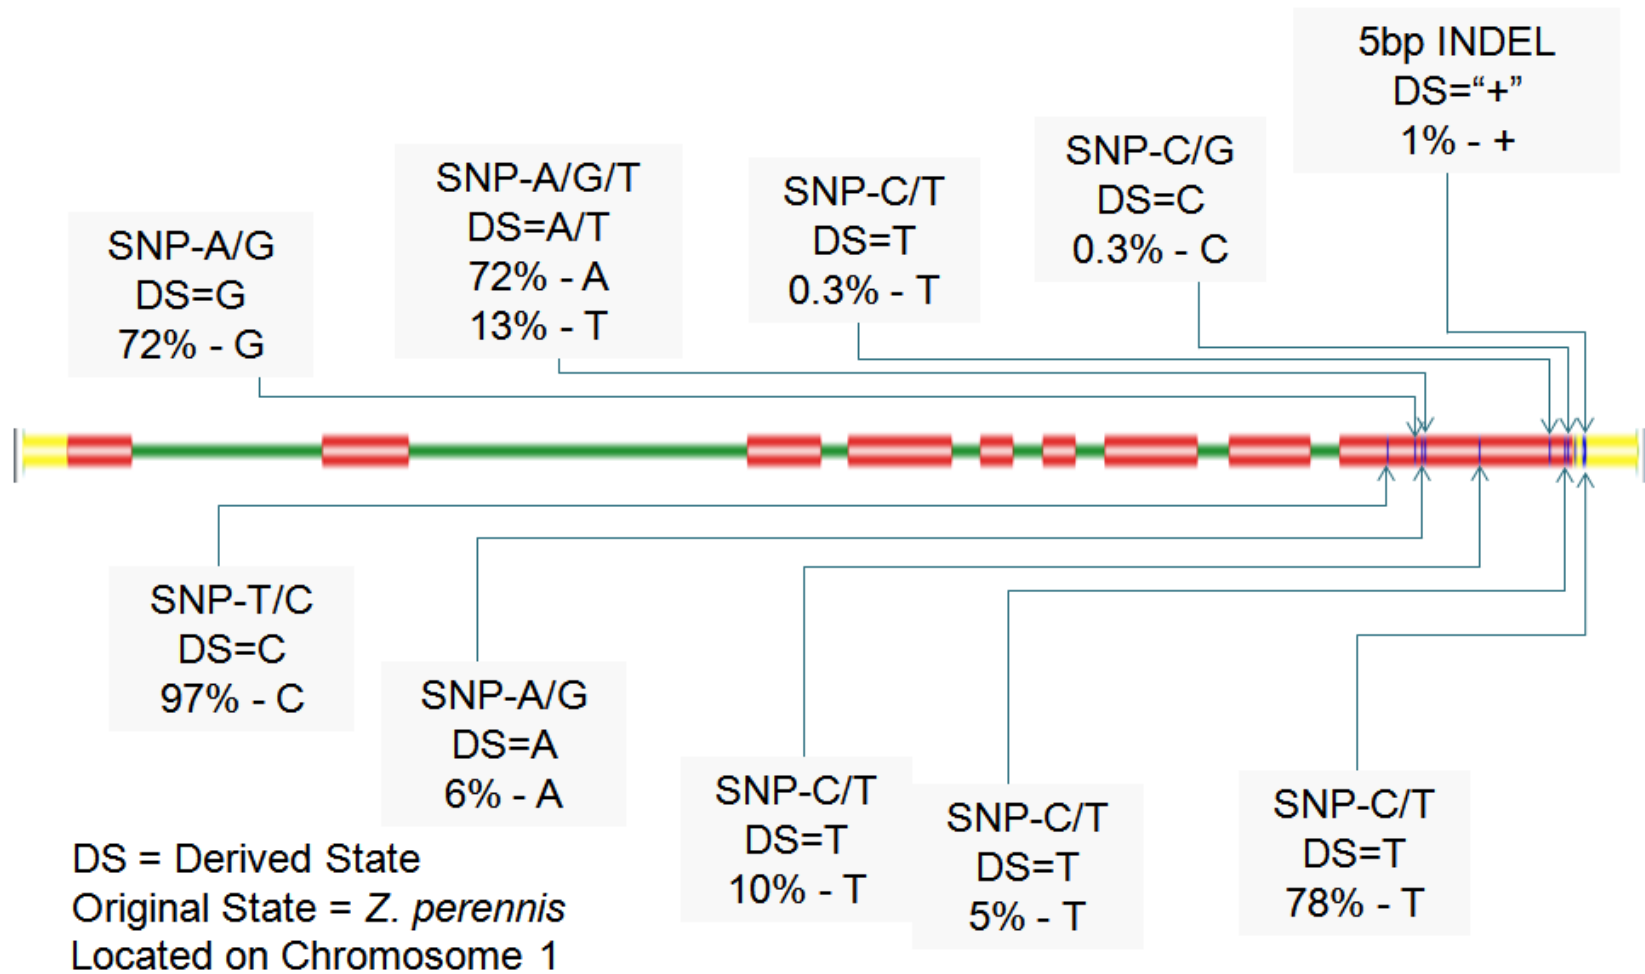 5bp INDEL
DS=“+”
1% - +
SNP-C/G
DS=C
0.3% - C
SNP-A/G/T
DS=A/T
72% - A
13% - T
SNP-C/T
DS=T
0.3% - T
SNP-A/G
DS=G
72% - G
SNP-T/C
DS=C
97% - C
SNP-A/G
DS=A
6% - A
SNP-C/T
DS=T
10% - T
SNP-C/T
DS=T
5% - T
SNP-C/T
DS=T
78% - T
DS = Derived State
Original State = Z. perennis
Located on Chromosome 1